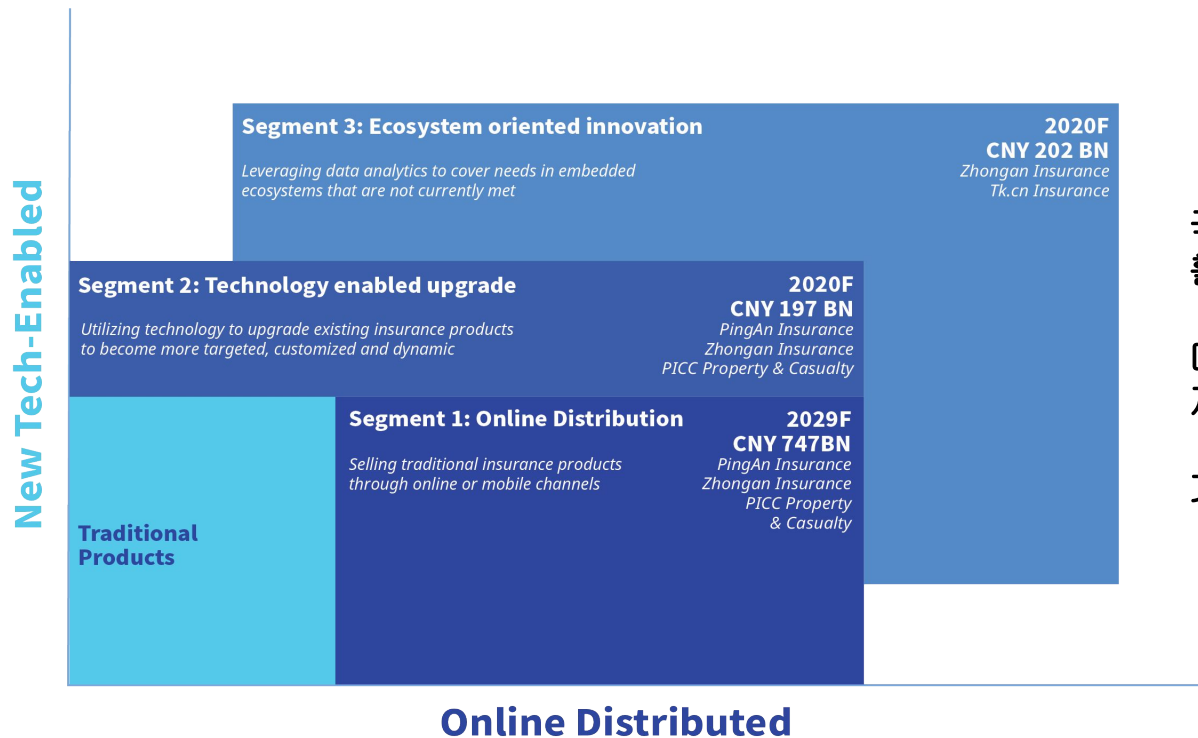 New Tech-Enabled
Segment 3: Ecosystem oriented innovation
Leveraging data analytics to cover needs in embedded
ecosystems that are not currently met
2020F
CNY 202 BN
Zhongan Insurance
Tk.cn Insurance
Segment 2: Technology enabled upgrade
Utilizing technology to upgrade existing insurance products
to become more targeted, customized and dynamic
2020F
CNY 197 BN
PingAn Insurance
Zhongan Insurance
PICC Property & Casualty
Segment 1: Online Distribution
Selling traditional insurance products
through online or mobile channels
2029F
CNY 747BN
PingAn Insurance
Zhongan Insurance
PICC Property
& Casualty
Traditional
Products
Online Distributed